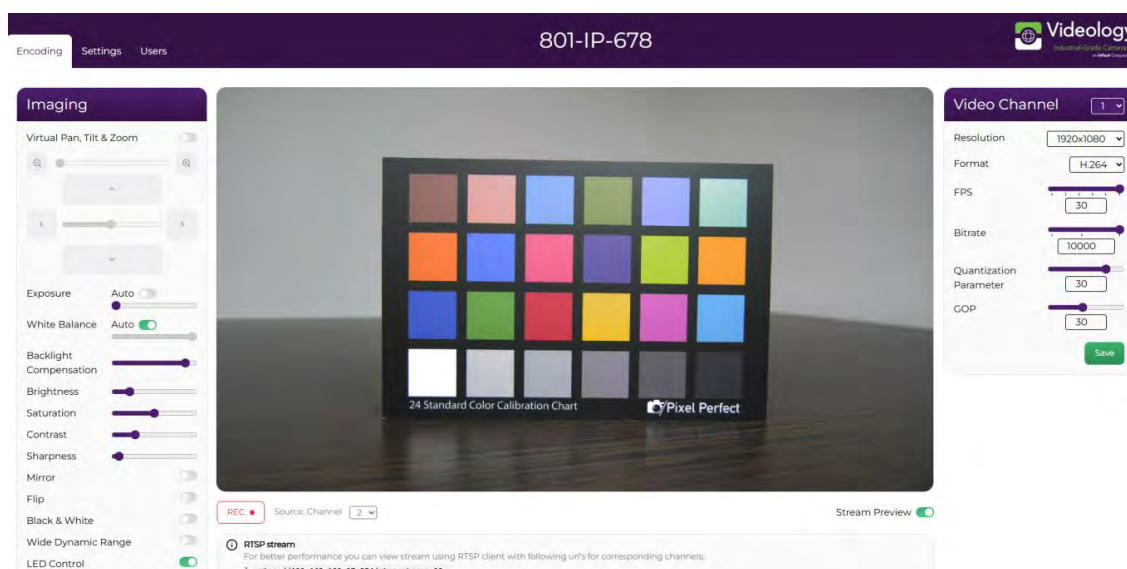 Encoding Settings Users
801-IP-678
Videology
Industrial-Grade Cameras
Imaging
Virtual Pan, Tilt & Zoom
Exposure Auto
White Balance Auto
Backlight
Compensation
Brightness
Saturation
Contrast
Sharpness
Mirror
Flip
Black & White
Wide Dynamic Range
LED Control
24 Standard Color Calibration Chart
Pixel Perfect
REC
Source: Channel 2
Stream Preview
RTSP stream
For better performance you can view stream using RTSP client with following url's for corresponding channels:
Video Channel 1
Resolution 1920x1080
Format H.264
FPS
30
Bitrate
10000
Quantization
Parameter
30
GOP
30
Save